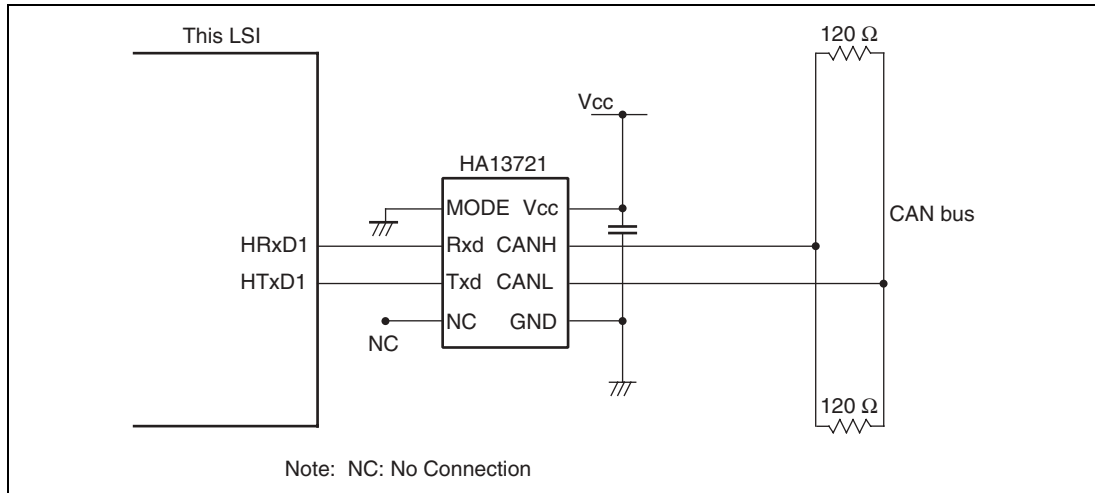 This LSI
120 Ω
Vcc
HA13721
MODE Vcc
CAN bus
HRxD1
Rxd CANH
HTxD1
Txd CANL
NC GND
NC
120 Ω
Note: NC: No Connection